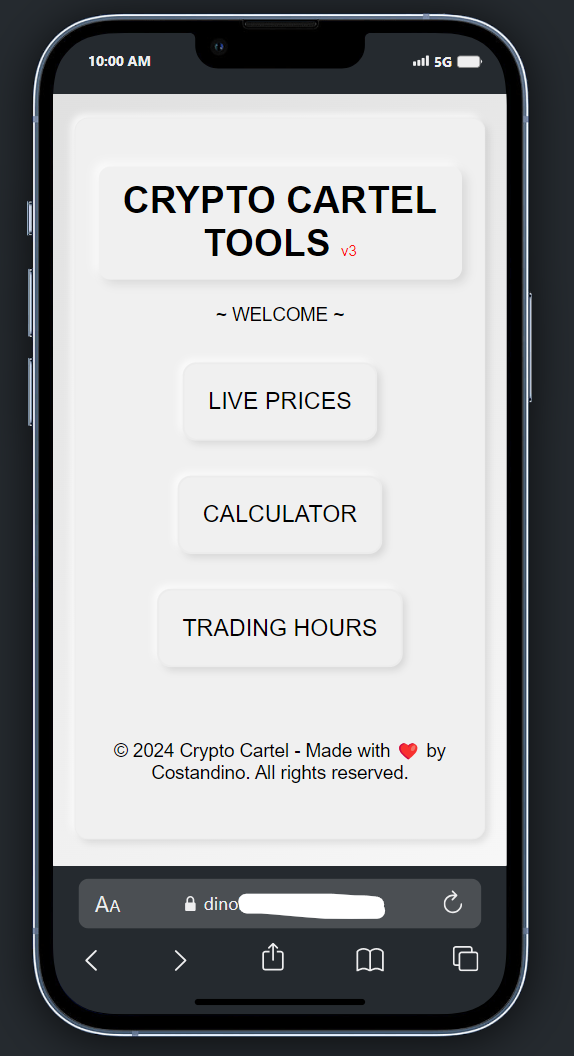 10:00 AM 5G
CRYPTO CARTEL
TOOLS v3
~ WELCOME ~
LIVE PRICES
CALCULATOR
TRADING HOURS
© 2024 Crypto Cartel - Made with ❤️ by
Costandino. All rights reserved.
AA dino